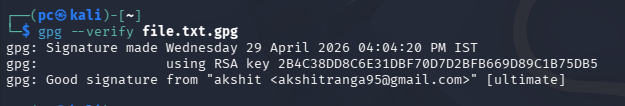 ┌──(pc㉿kali)-[~]
└─$ gpg --verify file.txt.gpg
gpg: Signature made Wednesday 29 April 2026 04:04:20 PM IST
gpg:                using RSA key 2B4C38DD8C6E31DBF70D7D2BFB669D89C1B75DB5
gpg: Good signature from "akshit <akshitranga95@gmail.com>" [ultimate]